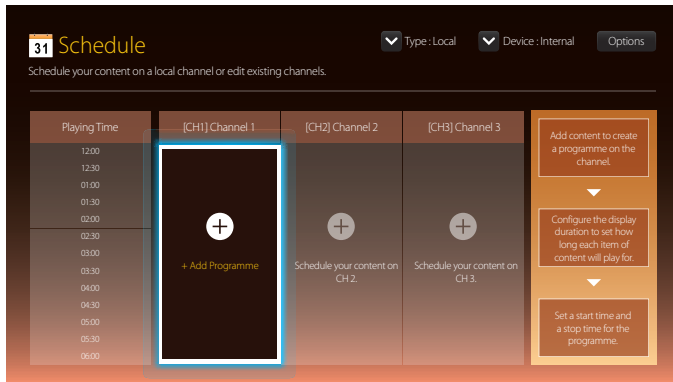 31 Schedule
Type : Local
Device : Internal
Options
Schedule your content on a local channel or edit existing channels.
Playing Time
[CH1] Channel 1
[CH2] Channel 2
[CH3] Channel 3
12:00
12:30
01:00
01:30
02:00
02:30
03:00
03:30
04:00
04:30
05:00
05:30
06:00
+ Add Programme
Schedule your content on
CH 2.
Schedule your content on
CH 3.
Add content to create
a programme on the
channel.
Configure the display
duration to set how
long each item of
content will play for.
Set a start time and
a stop time for the
programme.